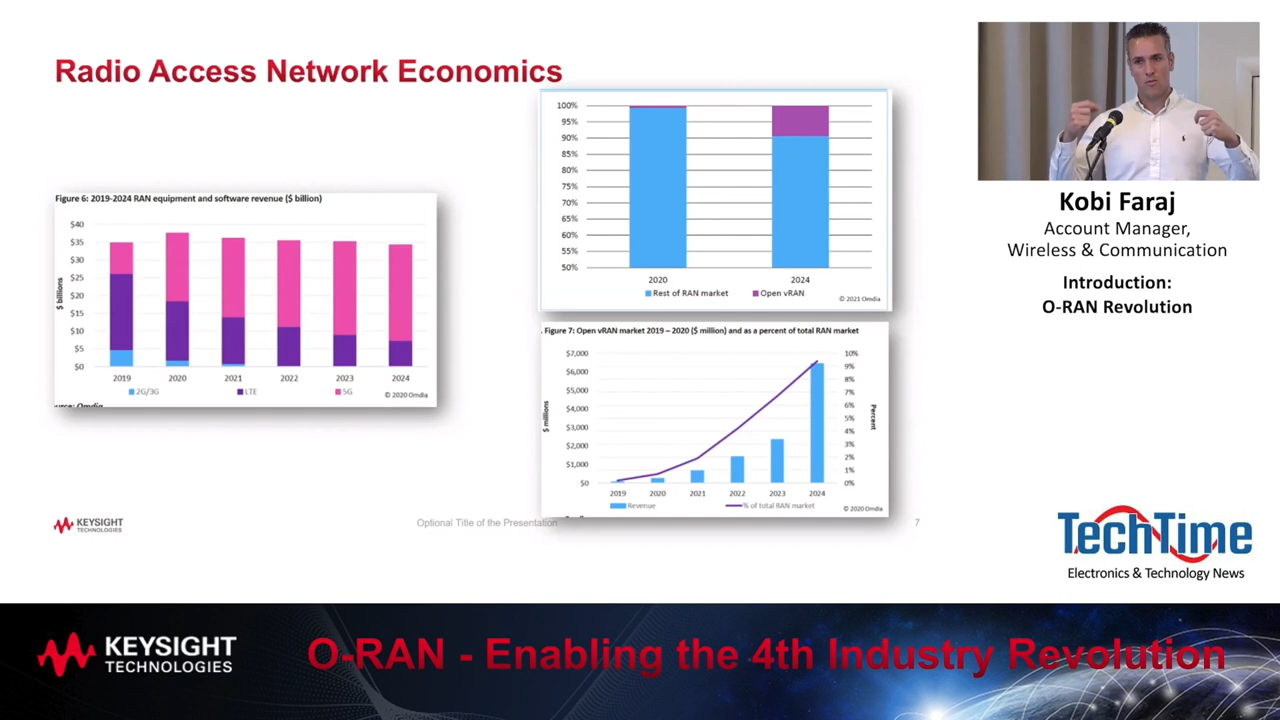 Radio Access Network Economics
Figure 6: 2019-2024 RAN equipment and software revenue ($ billion)
$40
$35
$30
$25
$20
$15
$10
$5
$0
$ billions
2019 2020 2021 2022 2023 2024
2G/3G LTE 5G
© 2020 Omdia
100%
95%
90%
85%
80%
75%
70%
65%
60%
55%
50%
2020 2024
Rest of RAN market Open vRAN
© 2021 Omdia
. Figure 7: Open vRAN market 2019 – 2020 ($ million) and as a percent of total RAN market
$7,000
$6,000
$5,000
$4,000
$3,000
$2,000
$1,000
$0
$ millions
10%
9%
8%
7%
6%
5%
4%
3%
2%
1%
0%
Percent
2019 2020 2021 2022 2023 2024
Revenue % of total RAN market
© 2020 Omdia
KEYSIGHT
TECHNOLOGIES
Optional Title of the Presentation
7
Kobi Faraj
Account Manager,
Wireless & Communication
Introduction:
O-RAN Revolution
TechTime
Electronics & Technology News
KEYSIGHT
TECHNOLOGIES
O-RAN - Enabling the 4th Industry Revolution